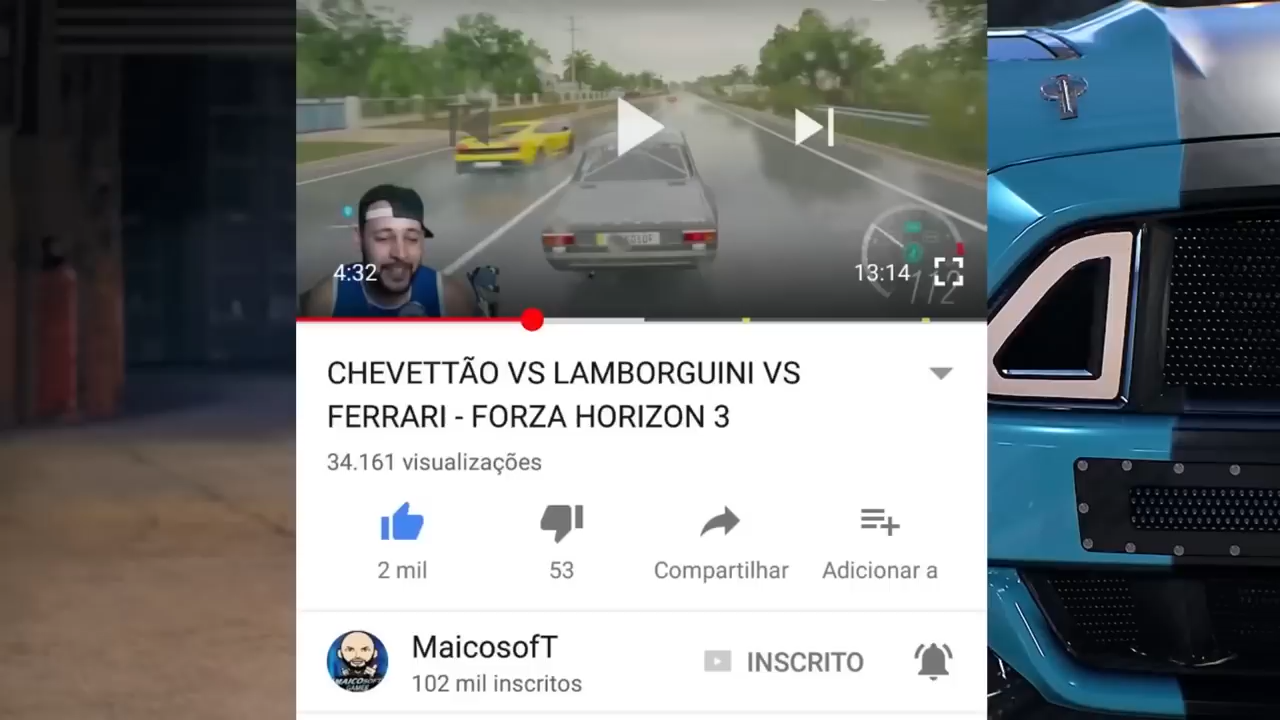 4:32
13:14
112
CHEVETTÃO VS LAMBORGUINI VS
FERRARI - FORZA HORIZON 3
34.161 visualizações
2 mil
53
Compartilhar
Adicionar a
MaicosofT
INSCRITO
102 mil inscritos